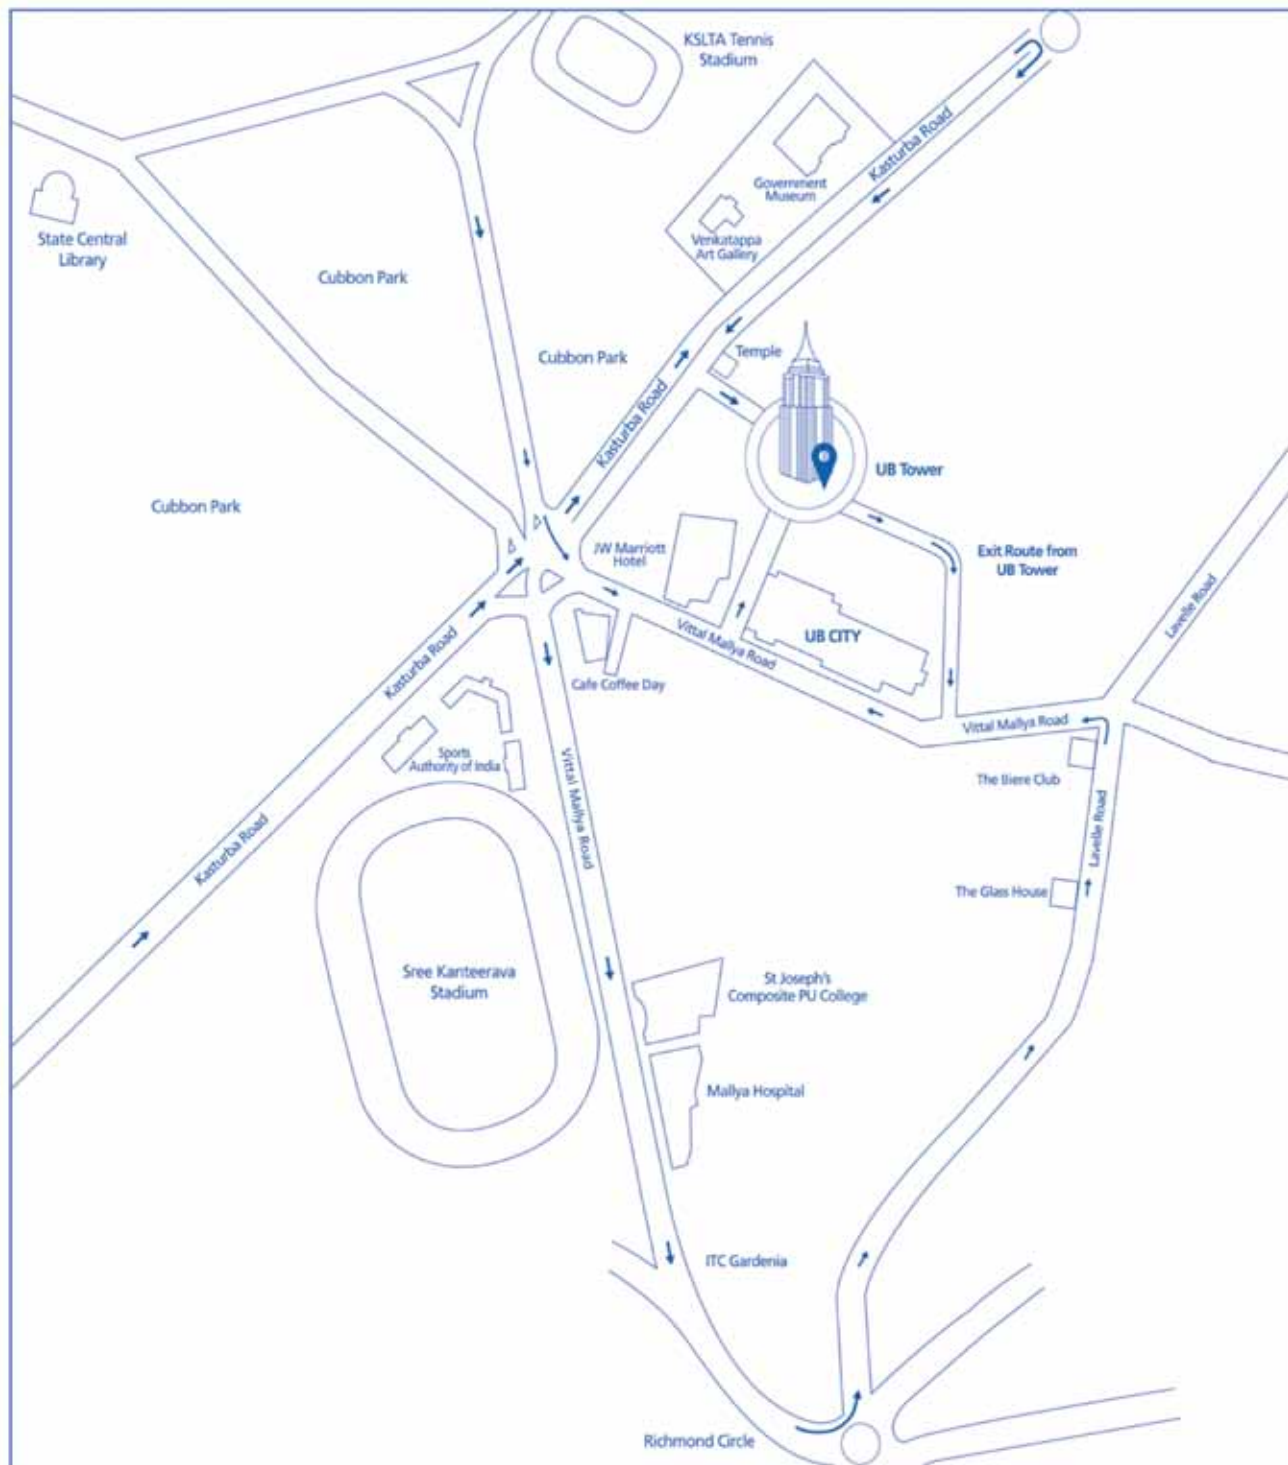 KSLTA Tennis
Stadium
Kasturba Road
Government
Museum
Venkatappa
Art Gallery
State Central
Library
Cubbon Park
Cubbon Park
Temple
Kasturba Road
UB Tower
Cubbon Park
JW Marriott
Hotel
Exit Route from
UB Tower
Lavelle Road
Vittal Mallya Road
UB CITY
Kasturba Road
Cafe Coffee Day
Vittal Mallya Road
Sports
Authority of India
The Biere Club
Vittal Mallya Road
Lavelle Road
Kasturba Road
The Glass House
Sree Kanteerava
Stadium
St Joseph's
Composite PU College
Mallya Hospital
ITC Gardenia
Richmond Circle